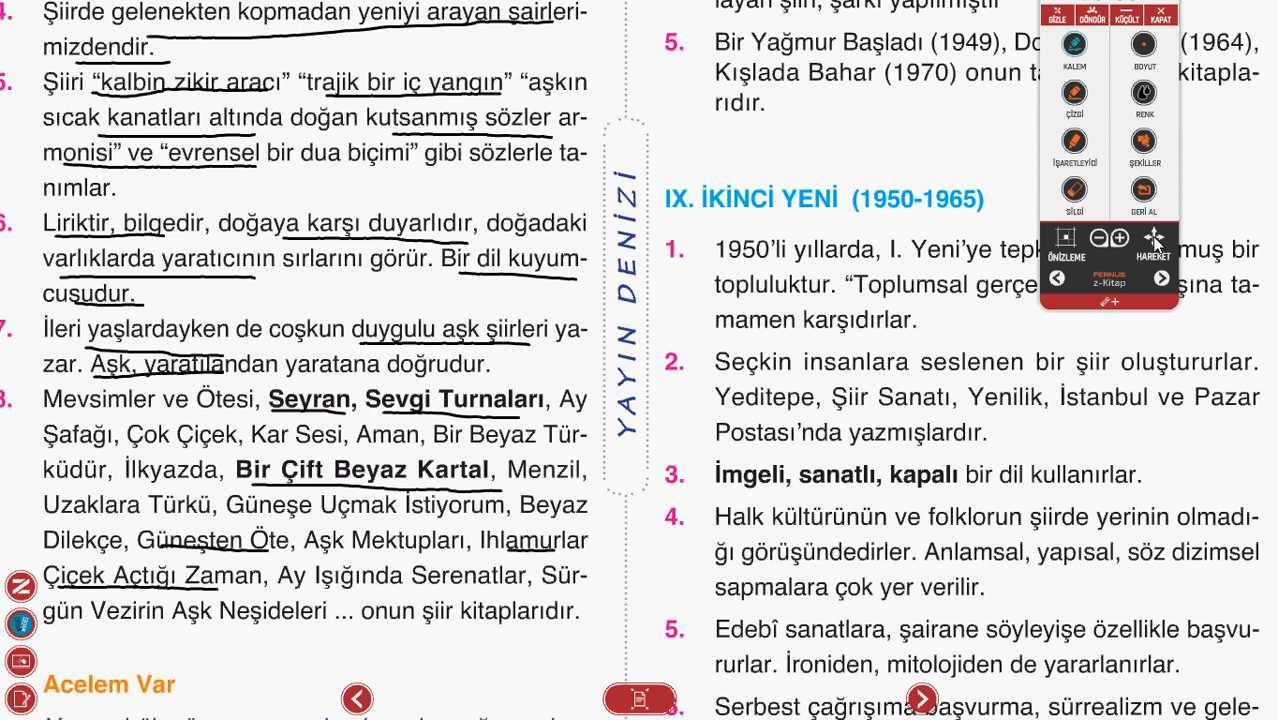 4. Şiirde gelenekten kopmadan yeniyi arayan şairleri-
mizdendir.
5. Şiiri “kalbin zikir aracı” “trajik bir iç yangın” “aşkın
sıcak kanatları altında doğan kutsanmış sözler ar-
monisi” ve “evrensel bir dua biçimi” gibi sözlerle ta-
nımlar.
6. Liriktir, bilgedir, doğaya karşı duyarlıdır, doğadaki
varlıklarda yaratıcının sırlarını görür. Bir dil kuyum-
cusudur.
7. İleri yaşlardayken de coşkun duygulu aşk şiirleri ya-
zar. Aşk, yaratılandan yaratana doğrudur.
8. Mevsimler ve Ötesi, Seyran, Sevgi Turnaları, Ay
Şafağı, Çok Çiçek, Kar Sesi, Aman, Bir Beyaz Tür-
küdür, İlkyazda, Bir Çift Beyaz Kartal, Menzil,
Uzaklara Türkü, Güneşe Uçmak İstiyorum, Beyaz
Dilekçe, Güneşten Öte, Aşk Mektupları, Ihlamurlar
Çiçek Açtığı Zaman, Ay Işığında Serenatlar, Sür-
gün Vezirin Aşk Neşideleri ... onun şiir kitaplarıdır.
Acelem Var
YAYIN DENİZİ
layan şiiri, şarkı yapılmıştır
5. Bir Yağmur Başladı (1949), Do (1964),
Kışlada Bahar (1970) onun ta kitapla-
rıdır.
IX. İKİNCİ YENİ (1950-1965)
1. 1950’li yıllarda, I. Yeni’ye tepk muş bir
topluluktur. “Toplumsal gerçe şına ta-
mamen karşıdırlar.
2. Seçkin insanlara seslenen bir şiir oluştururlar.
Yeditepe, Şiir Sanatı, Yenilik, İstanbul ve Pazar
Postası’nda yazmışlardır.
3. İmgeli, sanatlı, kapalı bir dil kullanırlar.
4. Halk kültürünün ve folklorun şiirde yerinin olmadı-
ğı görüşündedirler. Anlamsal, yapısal, söz dizimsel
sapmalara çok yer verilir.
5. Edebî sanatlara, şairane söyleyişe özellikle başvu-
rurlar. İroniden, mitolojiden de yararlanırlar.
Serbest çağrışıma başvurma, sürrealizm ve gele-
GİZLE DÖNDÜR KÜÇÜLT KAPAT
KALEM BOYUT
ÇİZGİ RENK
İŞARETLEYİCİ ŞEKİLLER
SİLGİ GERİ AL
ÖNİZLEME HAREKET
FERNUS
z-Kitap